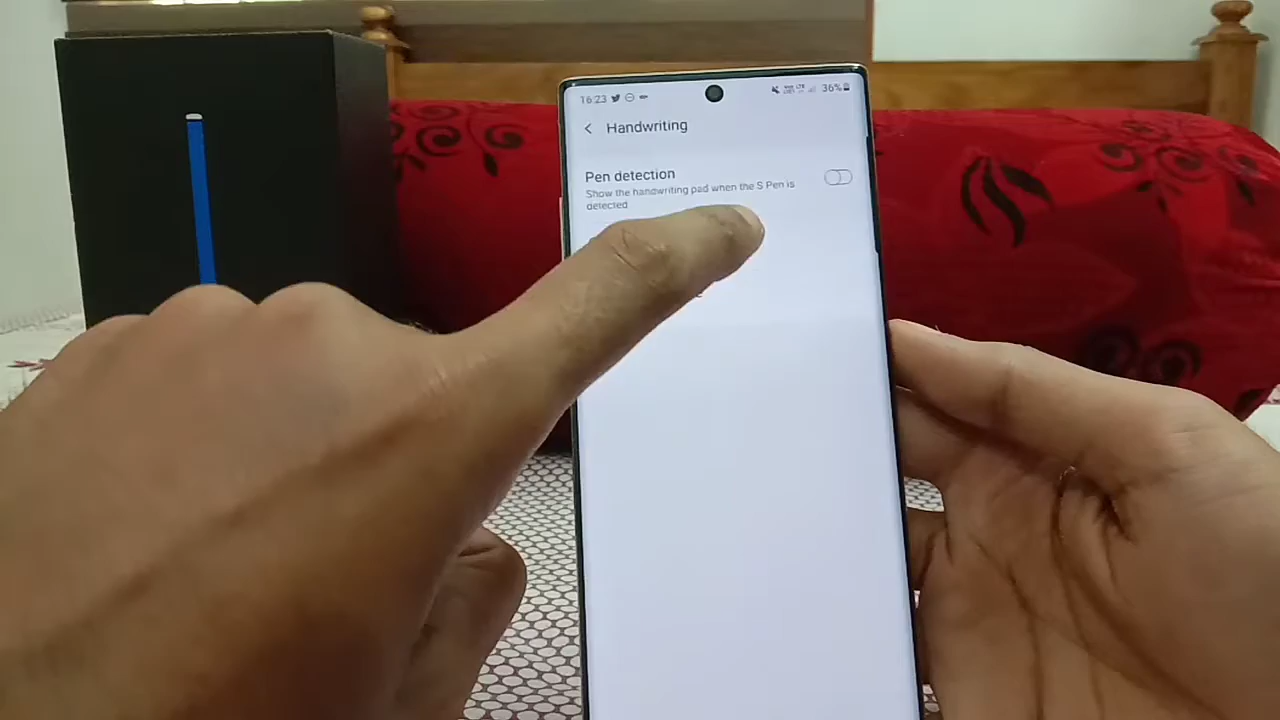 16:23
36%
Handwriting
Pen detection
Show the handwriting pad when the S Pen is
detected